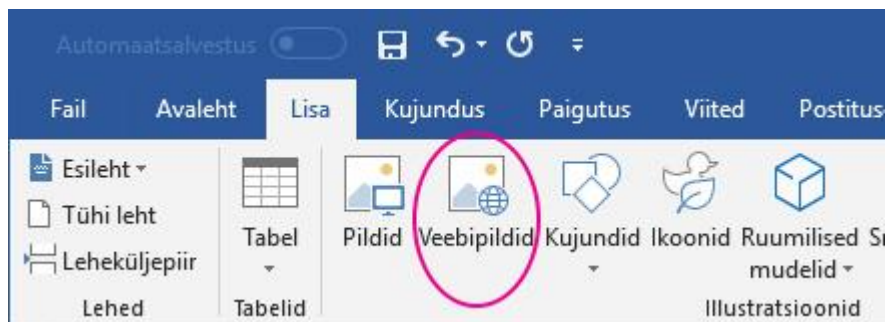 Automaatsalvestus
Fail Avaleht Lisa Kujundus Paigutus Viited Postitus
Esileht
Tühi leht
Leheküljepiir
Lehed
Tabel
Tabelid
Pildid
Veebipildid
Kujundid
Ikoonid
Ruumilised
mudelid
Illustratsioonid